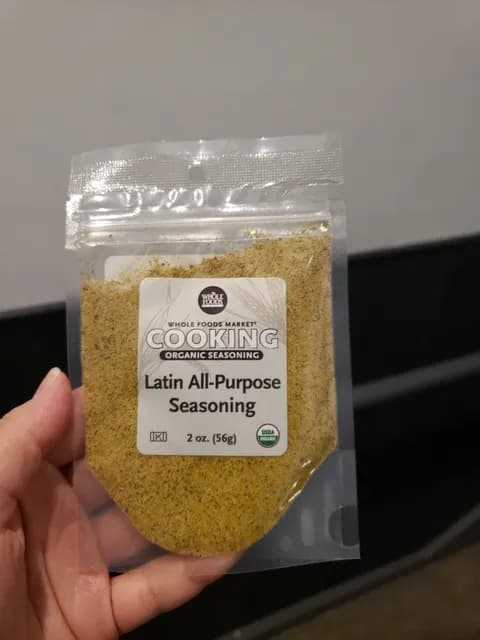 WHOLE
FOODS
WHOLE FOODS MARKET®
COOKING
ORGANIC SEASONING
Latin All-Purpose
Seasoning
[K] 2 oz. (56g)
USDA
ORGANIC